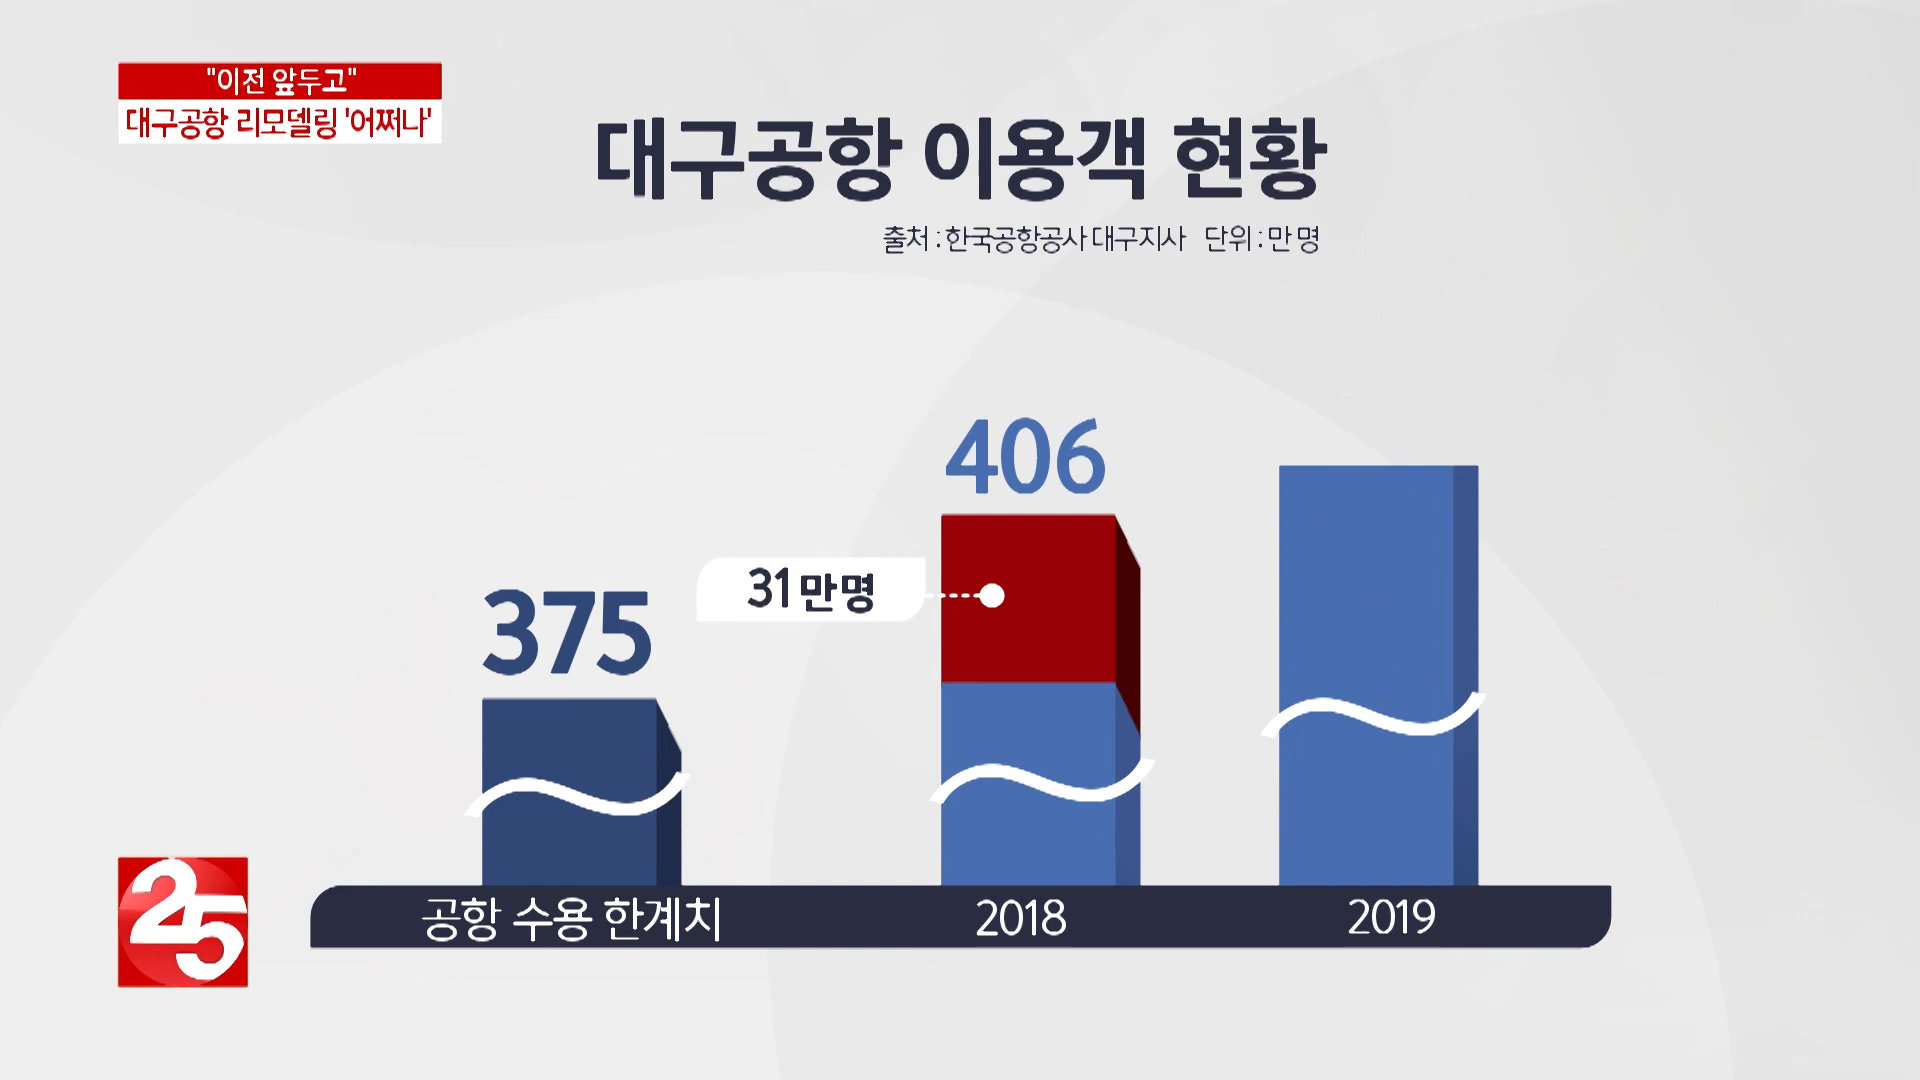 "이전 앞두고"
대구공항 리모델링 '어쩌나'
대구공항 이용객 현황
출처 : 한국공항공사 대구지사 단위 : 만 명
406
31만명
375
공항 수용 한계치
2018
2019
25